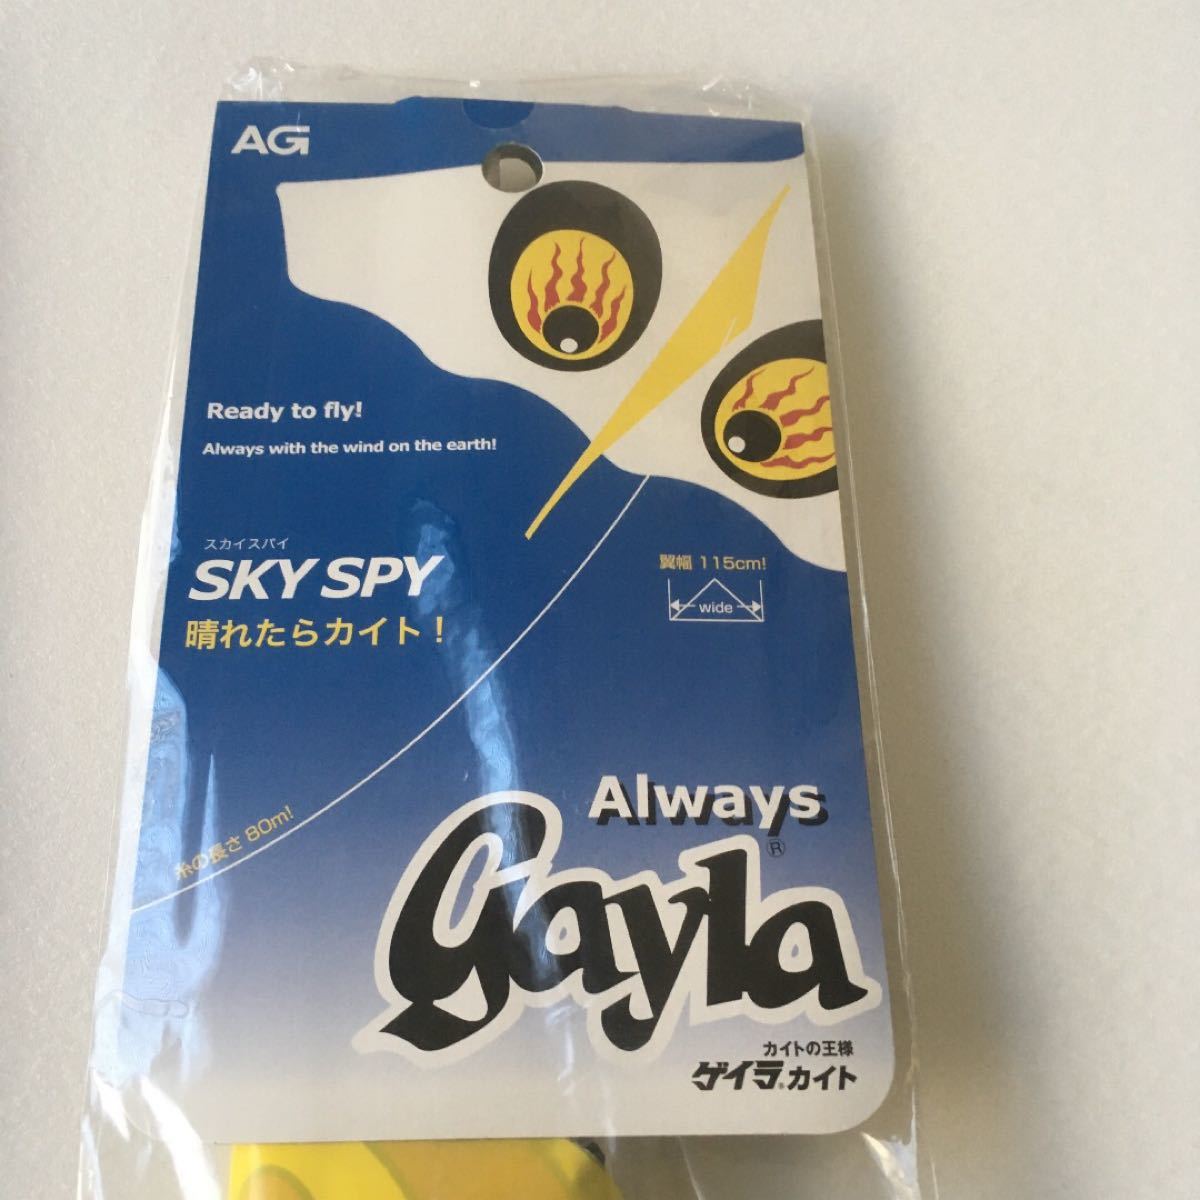 AG
Ready to fly!
Always with the wind on the earth!
スカイスパイ
SKY SPY
晴れたらカイト！
翼幅 115cm!
wide
糸の長さ 80m!
Always
Gayla®
カイトの王様
ゲイラ®カイト